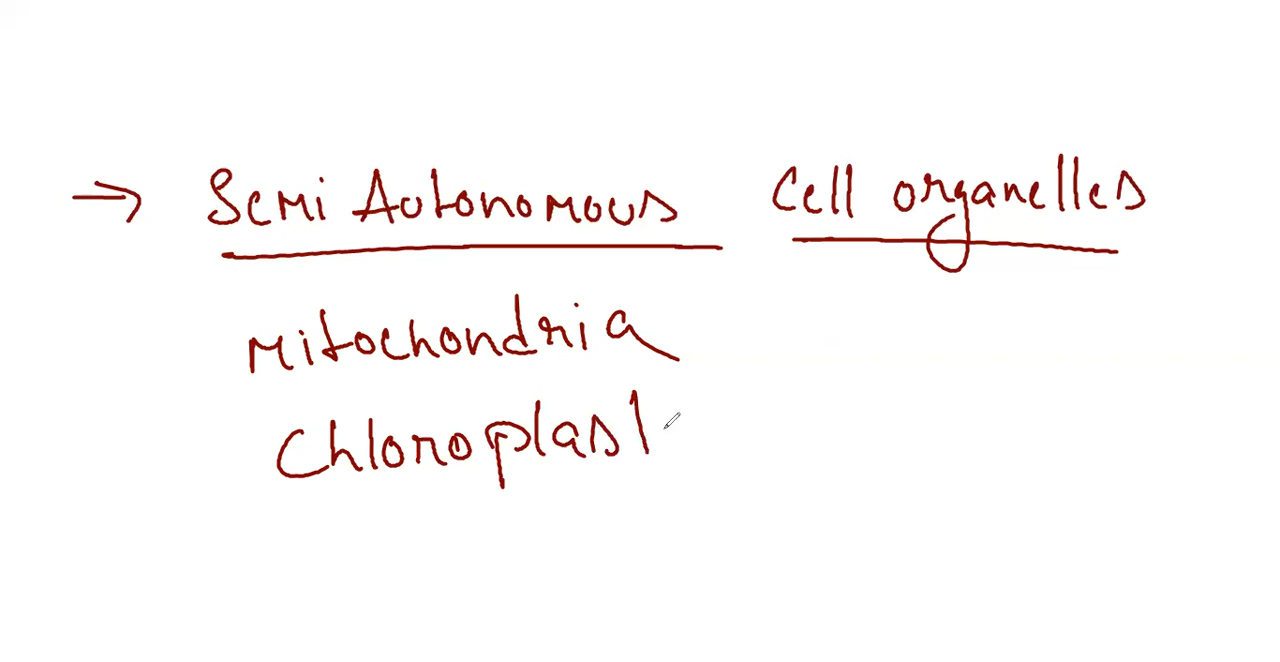 → Semi Autonomous Cell organelles
Mitochondria
Chloroplast